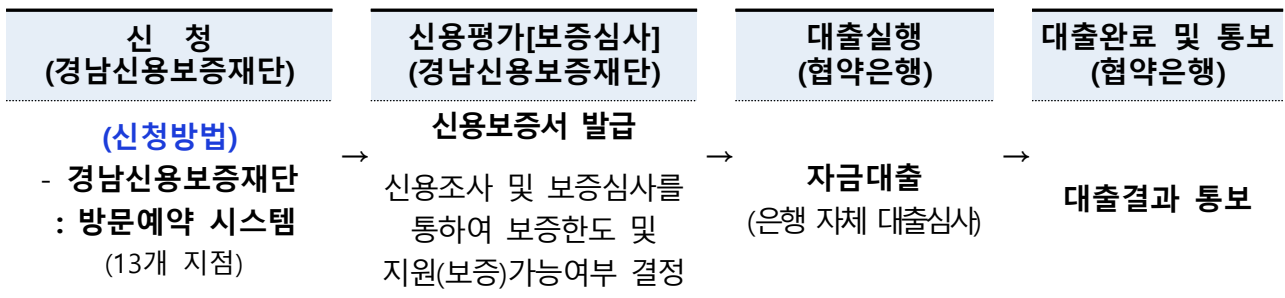 신 청
(경남신용보증재단)
(신청방법)
- 경남신용보증재단
: 방문예약 시스템
(13개 지점)
→
신용평가[보증심사]
(경남신용보증재단)
신용보증서 발급
신용조사 및 보증심사를
통하여 보증한도 및
지원(보증)가능여부 결정
→
대출실행
(협약은행)
자금대출
(은행 자체 대출심사)
→
대출완료 및 통보
(협약은행)
대출결과 통보